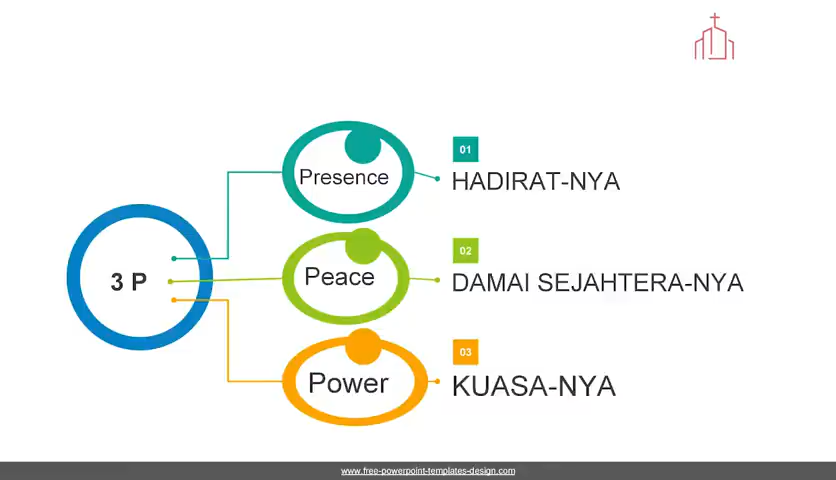 3 P
Presence
01
HADIRAT-NYA
Peace
02
DAMAI SEJAHTERA-NYA
Power
03
KUASA-NYA
www.free-powerpoint-templates-design.com